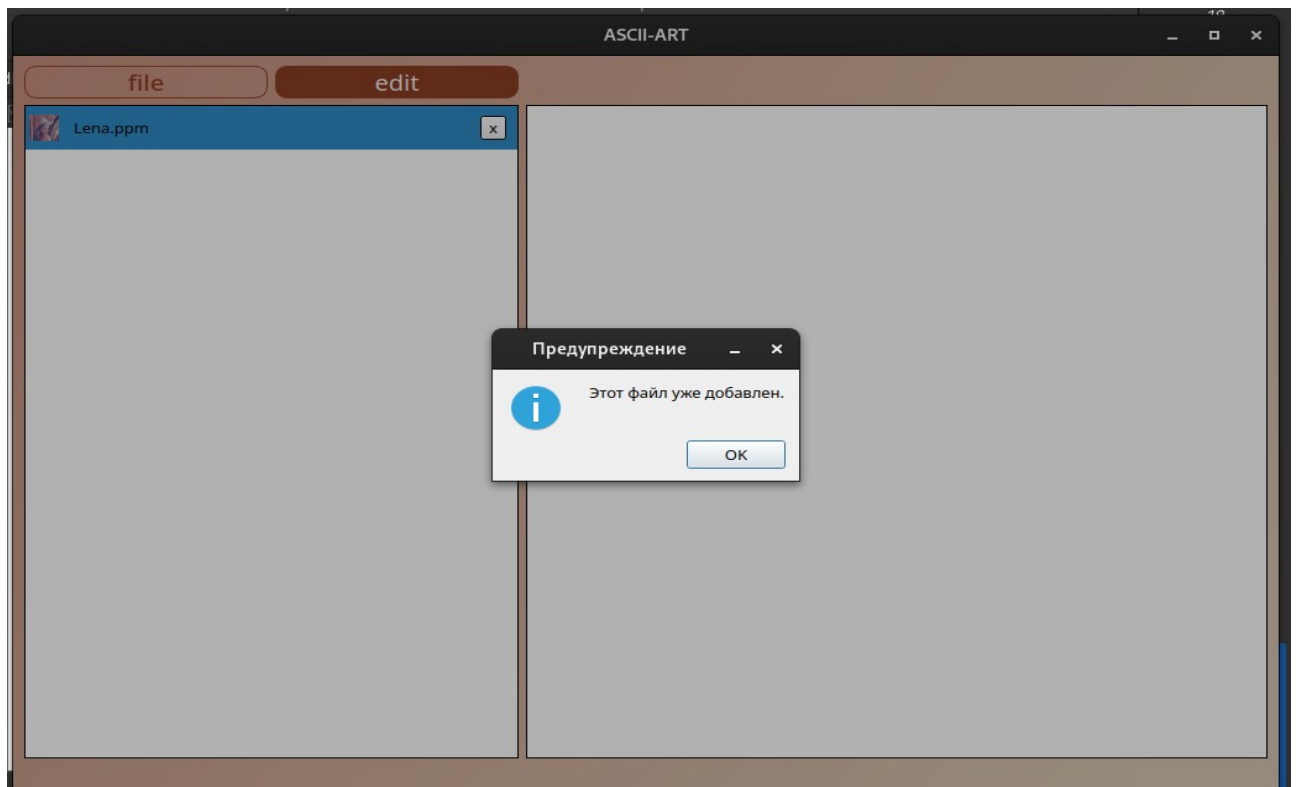 ASCII-ART
file
edit
Lena.ppm
x
Предупреждение
Этот файл уже добавлен.
i
OK